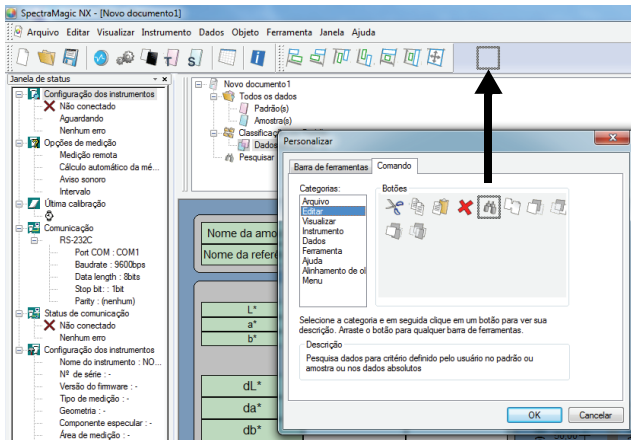 SpectraMagic NX - [Novo documento1]
Arquivo Editar Visualizar Instrumento Dados Objeto Ferramenta Janela Ajuda
Janela de status
Configuração dos instrumentos
Não conectado
Aguardando
Nenhum erro
Opções de medição
Medição remota
Cálculo automático da mé...
Aviso sonoro
Intervalo
Última calibração
Comunicação
RS-232C
Port COM : COM1
Baudrate : 9600bps
Data length : 8bits
Stop bit: : 1bit
Parity : (nenhum)
Status de comunicação
Não conectado
Nenhum erro
Configuração dos instrumentos
Nome do instrumento : NO...
Nº de série : -
Versão do firmware : -
Tipo de medição : -
Geometria : -
Componente especular : -
Área de medição : -
Novo documento1
Todos os dados
Padrão(s)
Amostra(s)
Dados
Pesquisar
Nome da amo
Nome da referê
L*
a*
b*
dL*
da*
db*
Personalizar
Barra de ferramentas
Comando
Categorias:
Arquivo
Editar
Visualizar
Instrumento
Dados
Ferramenta
Ajuda
Alinhamento de ol
Menu
Botões
Selecione a categoria e em seguida clique em um botão para ver sua
descrição. Arraste o botão para qualquer barra de ferramentas.
Descrição
Pesquisa dados para critério definido pelo usuário no padrão ou
amostra ou nos dados absolutos
OK
Cancelar